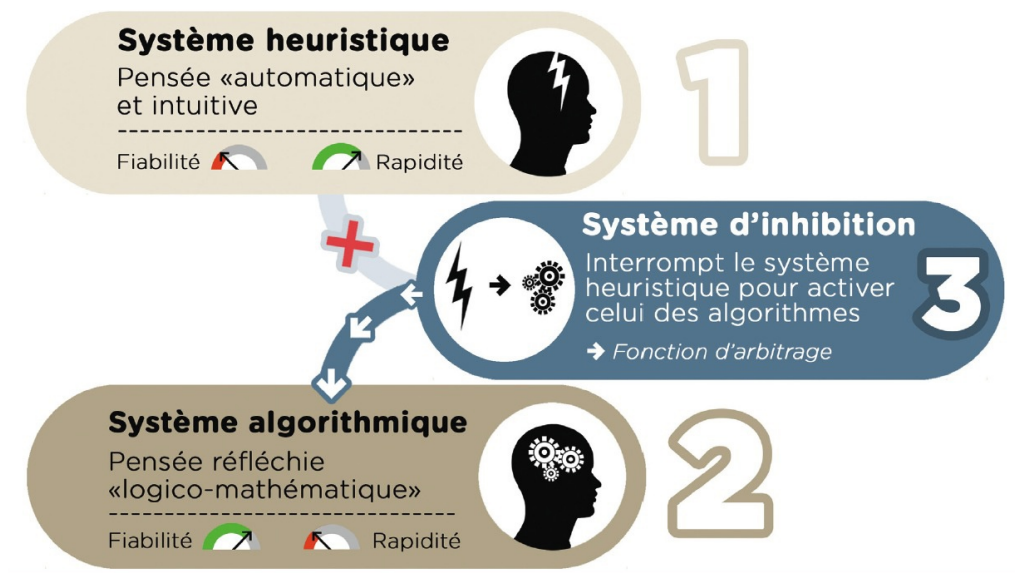 Système heuristique
Pensée «automatique»
et intuitive
Fiabilité
Rapidité
1
Système d’inhibition
Interrompt le système
heuristique pour activer
celui des algorithmes
→ Fonction d’arbitrage
3
Système algorithmique
Pensée réfléchie
«logico-mathématique»
Fiabilité
Rapidité
2